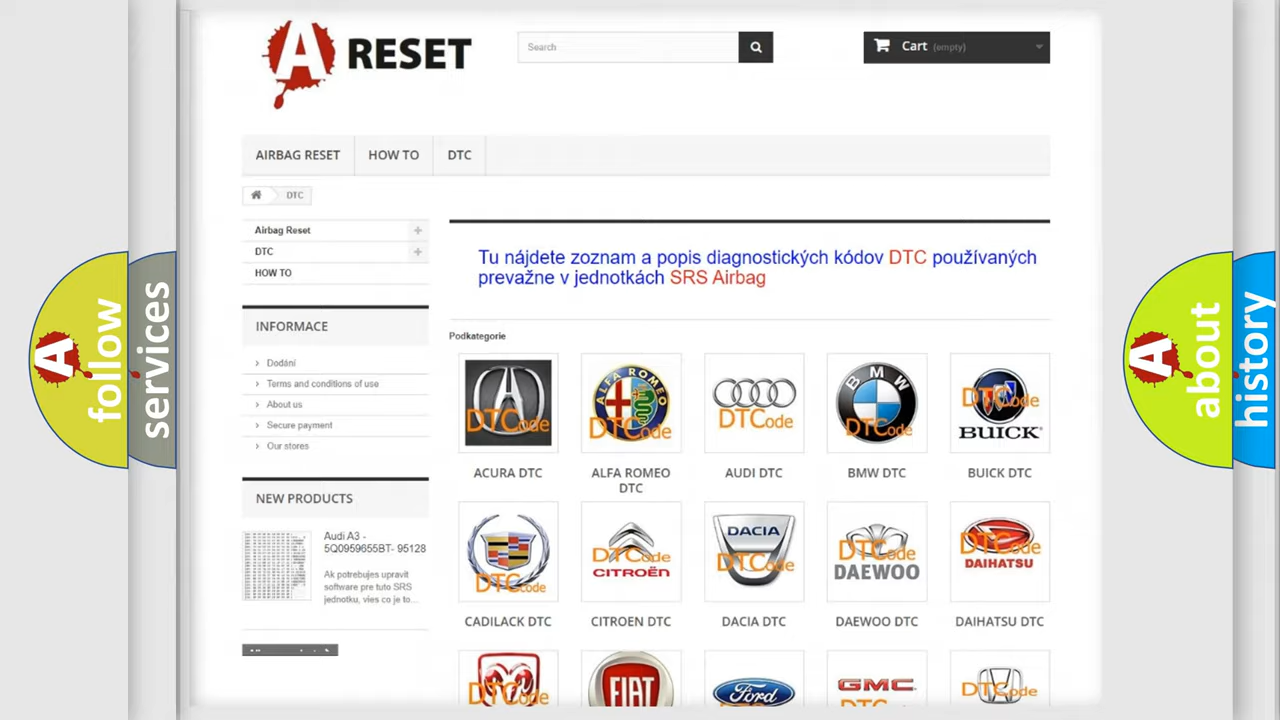 A RESET
Search
Cart (empty)
AIRBAG RESET
HOW TO
DTC
DTC
Airbag Reset
DTC
HOW TO
Tu nájdete zoznam a popis diagnostických kódov DTC používaných
prevažne v jednotkách SRS Airbag
INFORMACE
Dodání
Terms and conditions of use
About us
Secure payment
Our stores
NEW PRODUCTS
Audi A3 -
5Q0959655BT- 95128
Ak potrebujes upravit
software pre tuto SRS
jednotku, vies co je to...
Podkategorie
DTCode
ALFA ROMEO
DTCode
DTCode
BMW
DTCode
DTCode
BUICK
ACURA DTC
ALFA ROMEO
DTC
AUDI DTC
BMW DTC
BUICK DTC
DTCode
DTCode
CITROËN
DACIA
DTCode
DTCode
DAEWOO
DTCode
DAIHATSU
CADILACK DTC
CITROEN DTC
DACIA DTC
DAEWOO DTC
DAIHATSU DTC
DTCode
FIAT
Ford
GMC
DTCode
A
follow
services
A
about
history